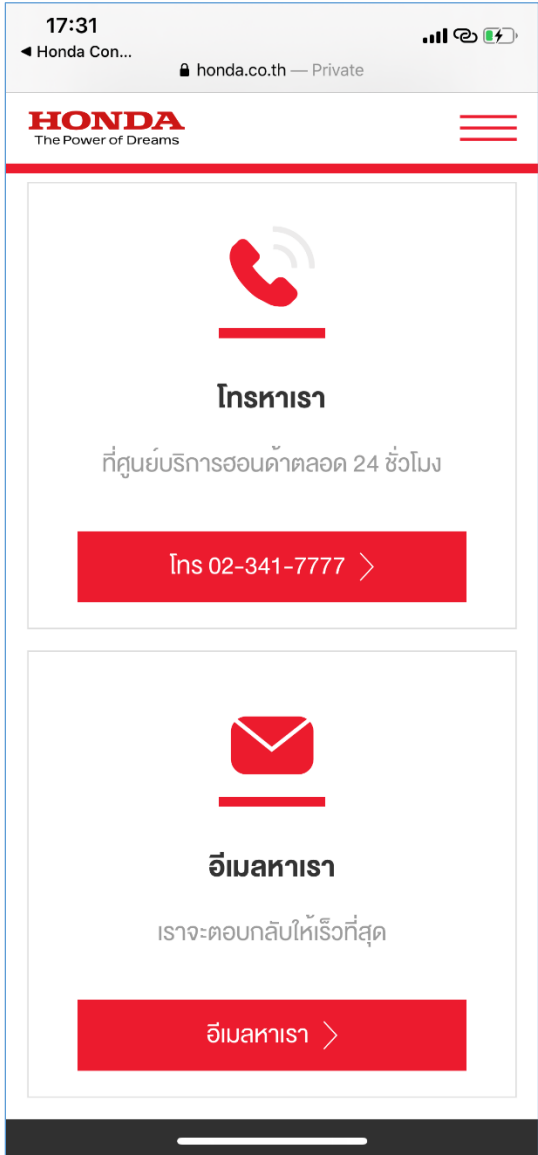 17:31
◀ Honda Con...
honda.co.th — Private
HONDA
The Power of Dreams
โทรหาเรา
ที่ศูนย์บริการฮอนด้าตลอด 24 ชั่วโมง
โทร 02-341-7777 >
อีเมลหาเรา
เราจะตอบกลับให้เร็วที่สุด
อีเมลหาเรา >